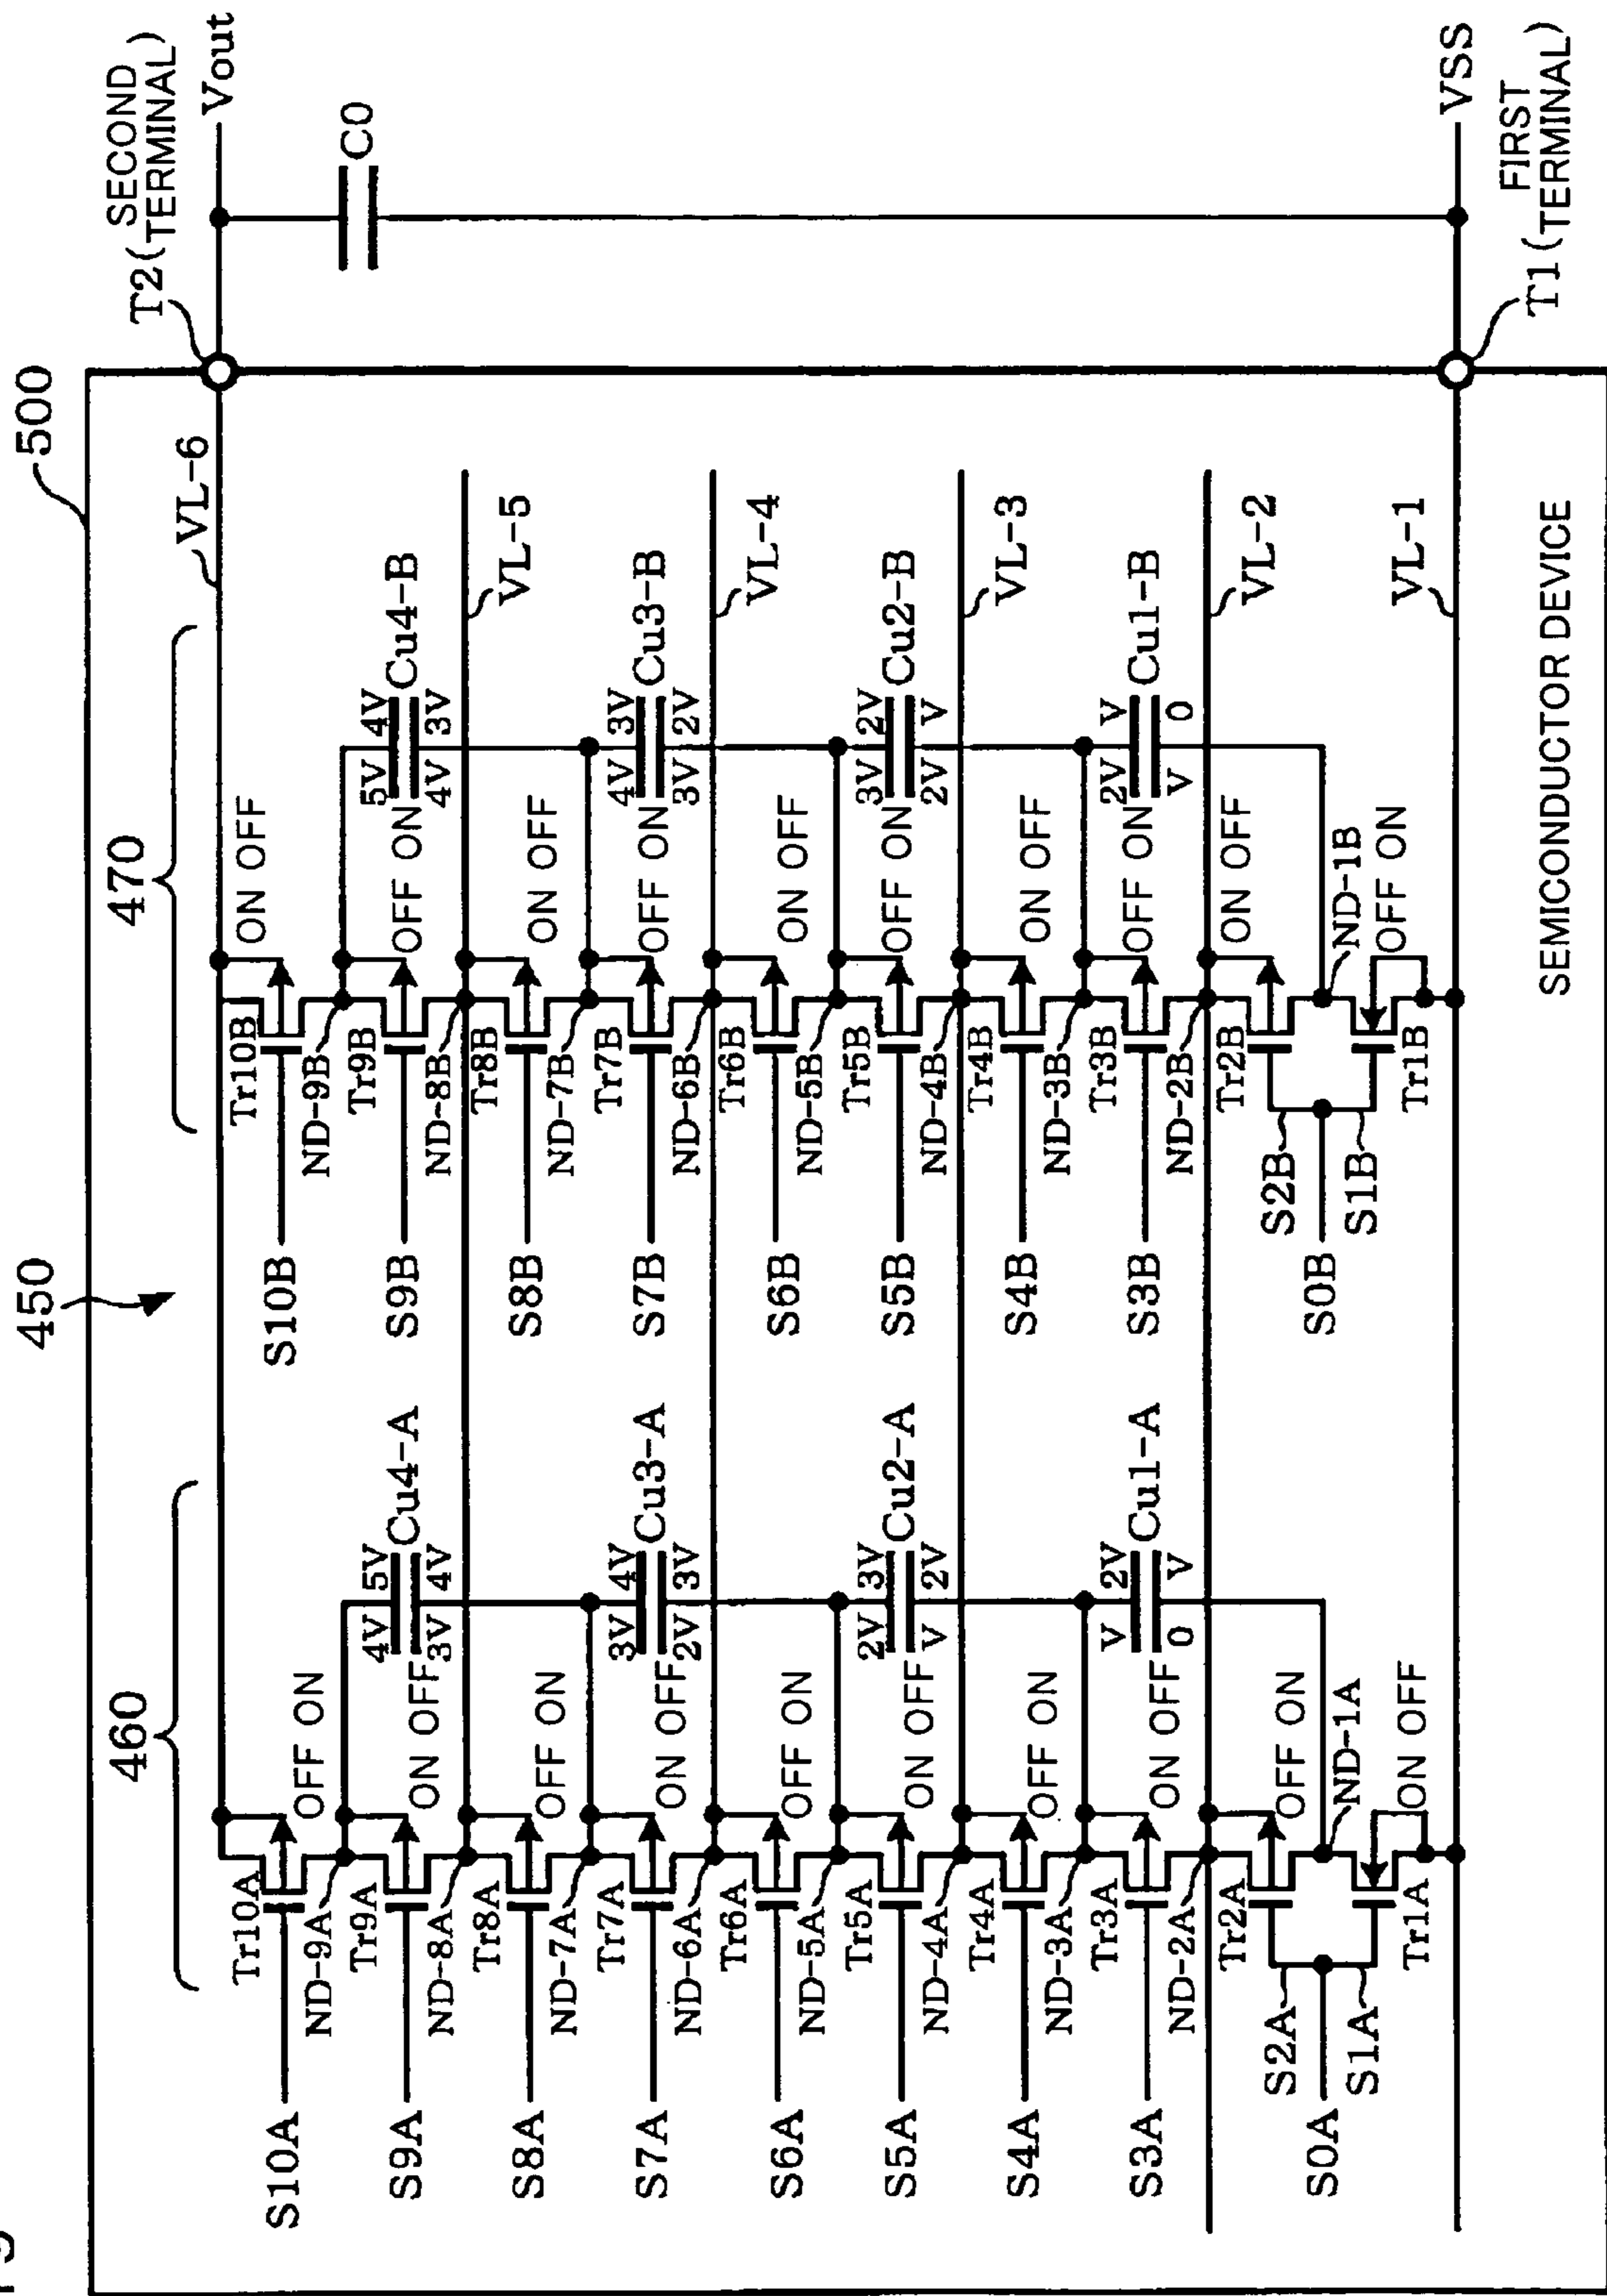 450
500
460
470
VL-6
T2 ( SECOND TERMINAL )
Vout
C0
S10A
Tr10A
OFF ON
ND-9A
4V 5V
Cu4-A
3V 4V
S9A
Tr9A
ON OFF
ND-8A
S8A
Tr8A
OFF ON
ND-7A
3V 4V
Cu3-A
2V 3V
S7A
Tr7A
ON OFF
ND-6A
S6A
Tr6A
OFF ON
ND-5A
2V 3V
Cu2-A
V 2V
S5A
Tr5A
ON OFF
ND-4A
S4A
Tr4A
OFF ON
ND-3A
V 2V
Cu1-A
0 V
S3A
Tr3A
ON OFF
ND-2A
Tr2A
OFF ON
S2A
S0A
ND-1A
S1A
Tr1A
ON OFF
S10B
Tr10B
ON OFF
ND-9B
5V 4V
Cu4-B
4V 3V
S9B
Tr9B
OFF ON
ND-8B
VL-5
S8B
Tr8B
ON OFF
ND-7B
4V 3V
Cu3-B
3V 2V
S7B
Tr7B
OFF ON
ND-6B
VL-4
S6B
Tr6B
ON OFF
ND-5B
3V 2V
Cu2-B
2V V
S5B
Tr5B
OFF ON
ND-4B
VL-3
S4B
Tr4B
ON OFF
ND-3B
2V V
Cu1-B
V 0
S3B
Tr3B
OFF ON
ND-2B
VL-2
Tr2B
ON OFF
S2B
S0B
ND-1B
S1B
Tr1B
OFF ON
VL-1
VSS
T1 ( FIRST TERMINAL )
SEMICONDUCTOR DEVICE